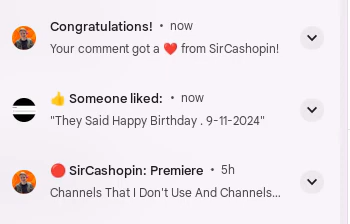 Congratulations! • now
Your comment got a ❤️ from SirCashopin!
👍 Someone liked: • now
"They Said Happy Birthday . 9-11-2024"
🔴 SirCashopin: Premiere • 5h
Channels That I Don't Use And Channels...